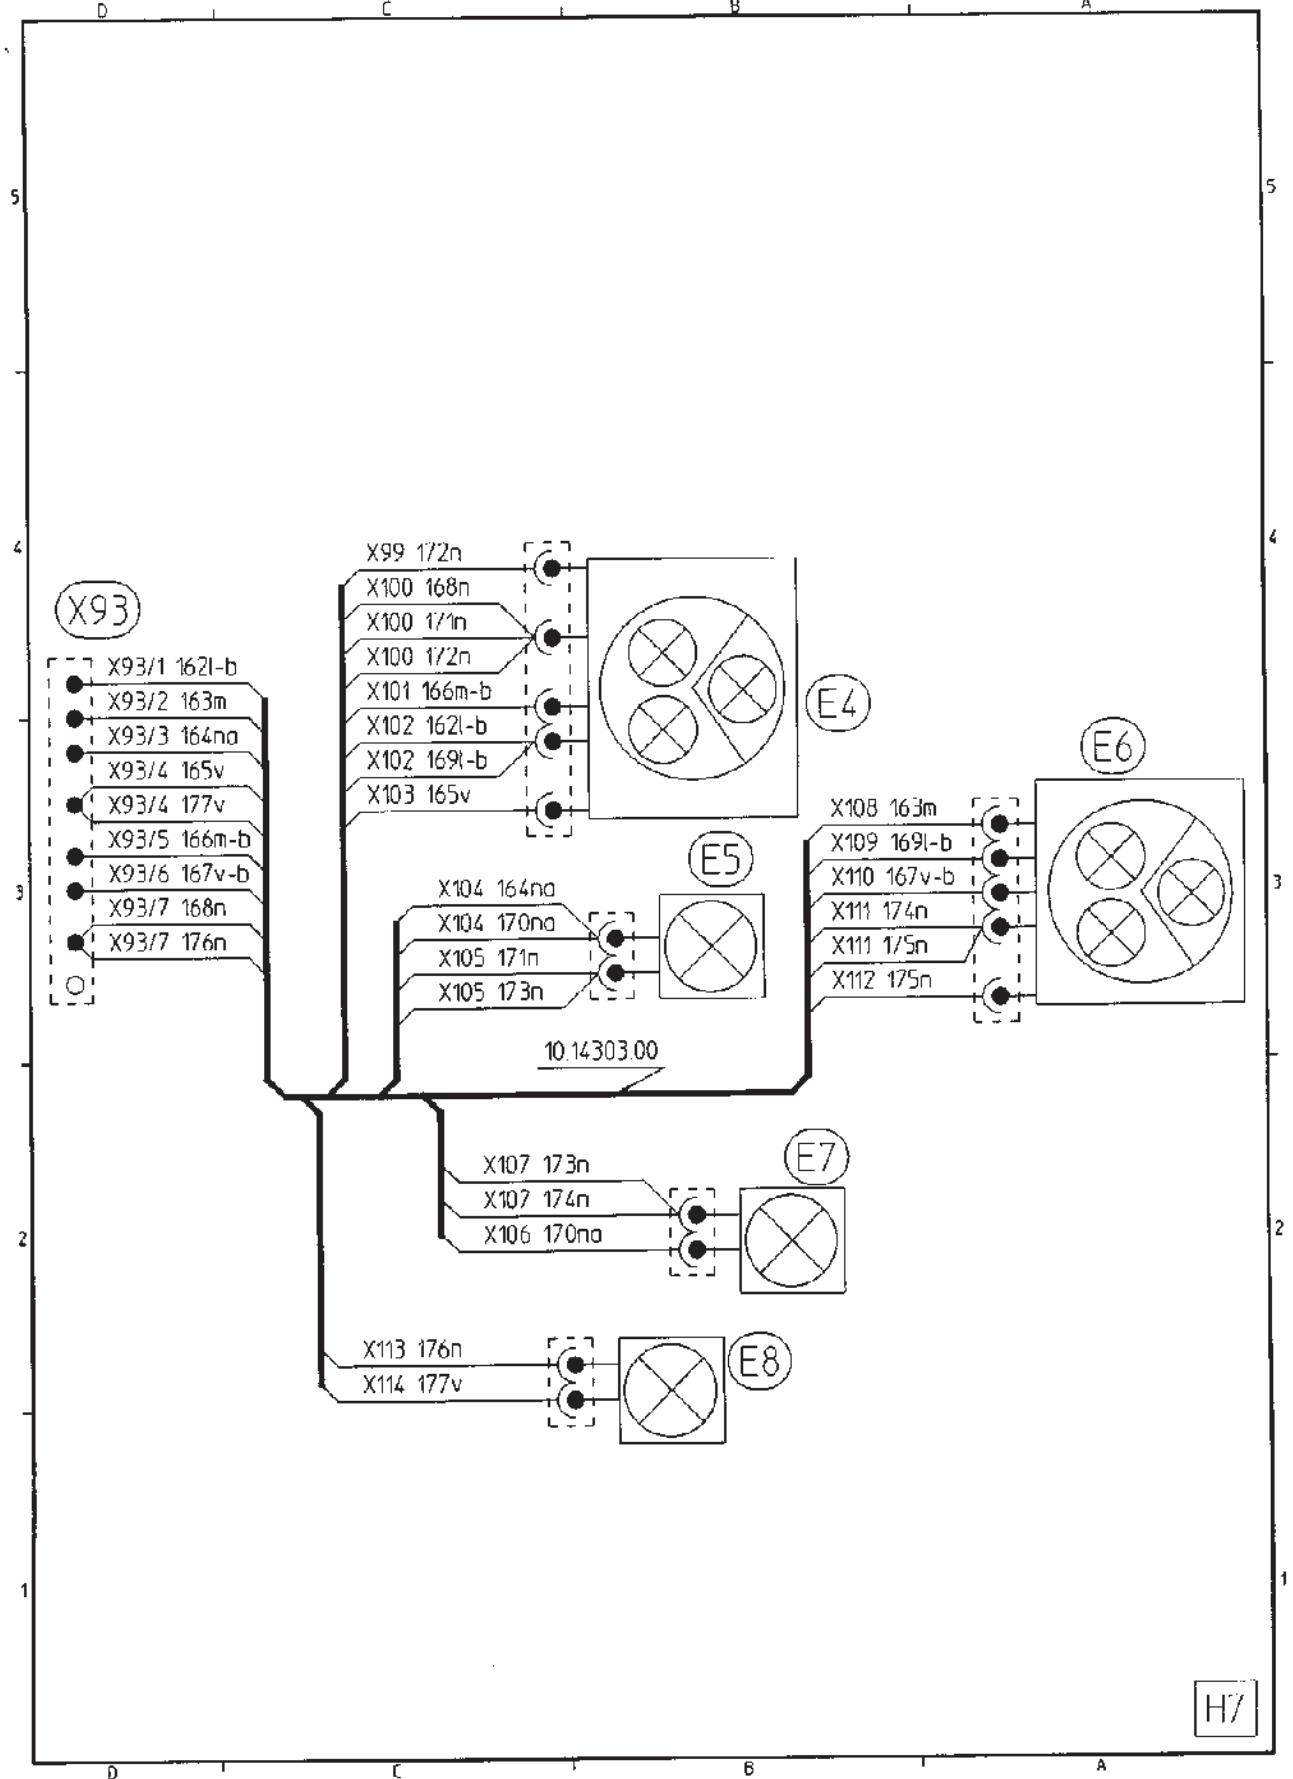 D C B A
5 5
4 4
X99 172n
X100 168n
X93
X100 171n
X100 172n
X93/1 162l-b
X101 166m-b
X93/2 163m
E4
X102 162l-b
X93/3 164na
E6
X102 169l-b
X93/4 165v
X103 165v
X93/4 177v
X108 163m
X93/5 166m-b
E5
X109 169l-b
X93/6 167v-b
X110 167v-b
3 3
X104 164na
X93/7 168n
X111 174n
X104 170na
X93/7 176n
X111 175n
X105 171n
X112 175n
X105 173n
10.14303.00
E7
X107 173n
X107 174n
X106 170na
2 2
X113 176n
E8
X114 177v
1 1
H7
D C B A